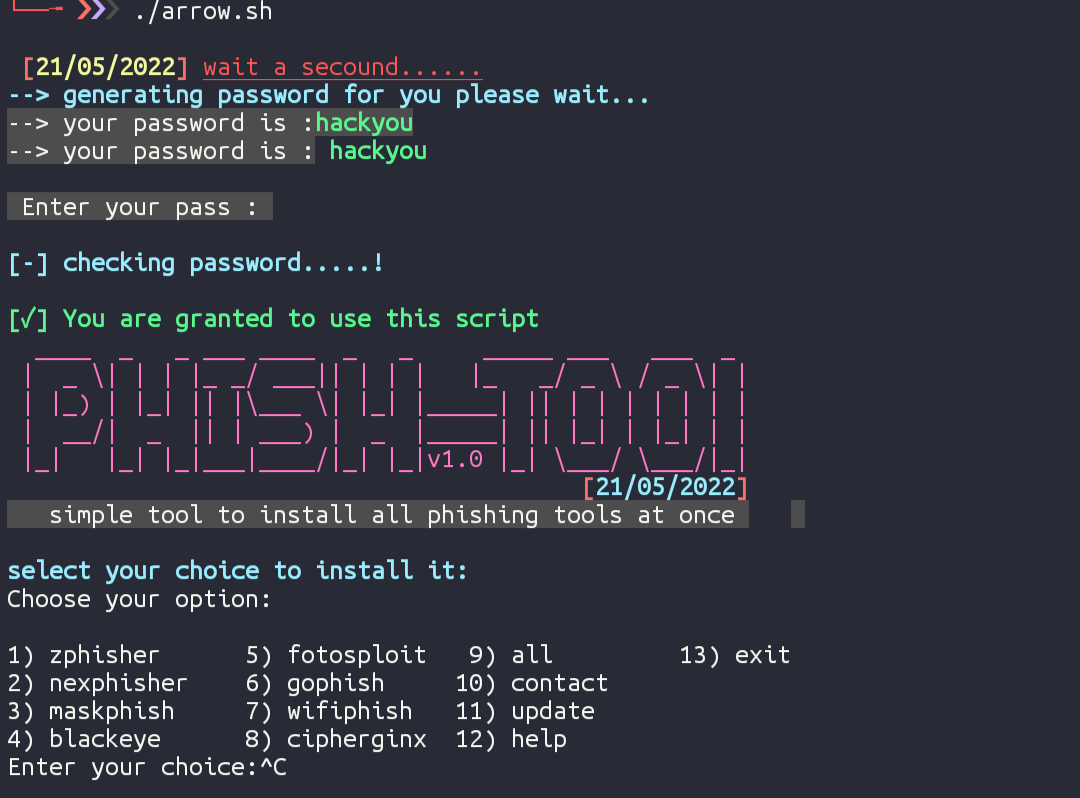 ./arrow.sh
[21/05/2022] wait a secound......
--> generating password for you please wait...
--> your password is :hackyou
--> your password is : hackyou
Enter your pass :
[-] checking password.....!
[√] You are granted to use this script
PHISH-TOOl
v1.0
[21/05/2022]
simple tool to install all phishing tools at once
select your choice to install it:
Choose your option:
1) zphisher 5) fotosploit 9) all 13) exit
2) nexphisher 6) gophish 10) contact
3) maskphish 7) wifiphish 11) update
4) blackeye 8) cipherginx 12) help
Enter your choice:^C